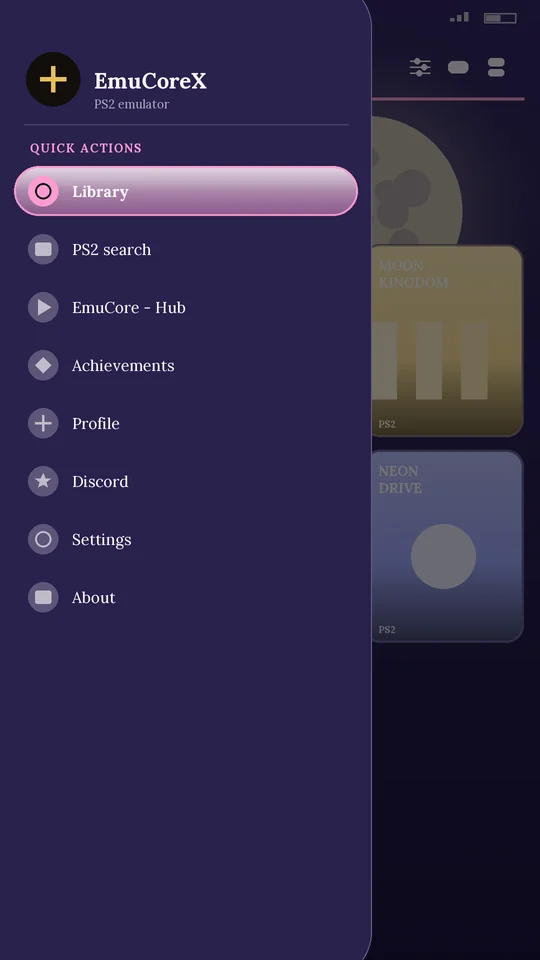 EmuCoreX
PS2 emulator
QUICK ACTIONS
Library
PS2 search
EmuCore - Hub
Achievements
Profile
Discord
Settings
About
MOON
KINGDOM
PS2
NEON
DRIVE
PS2